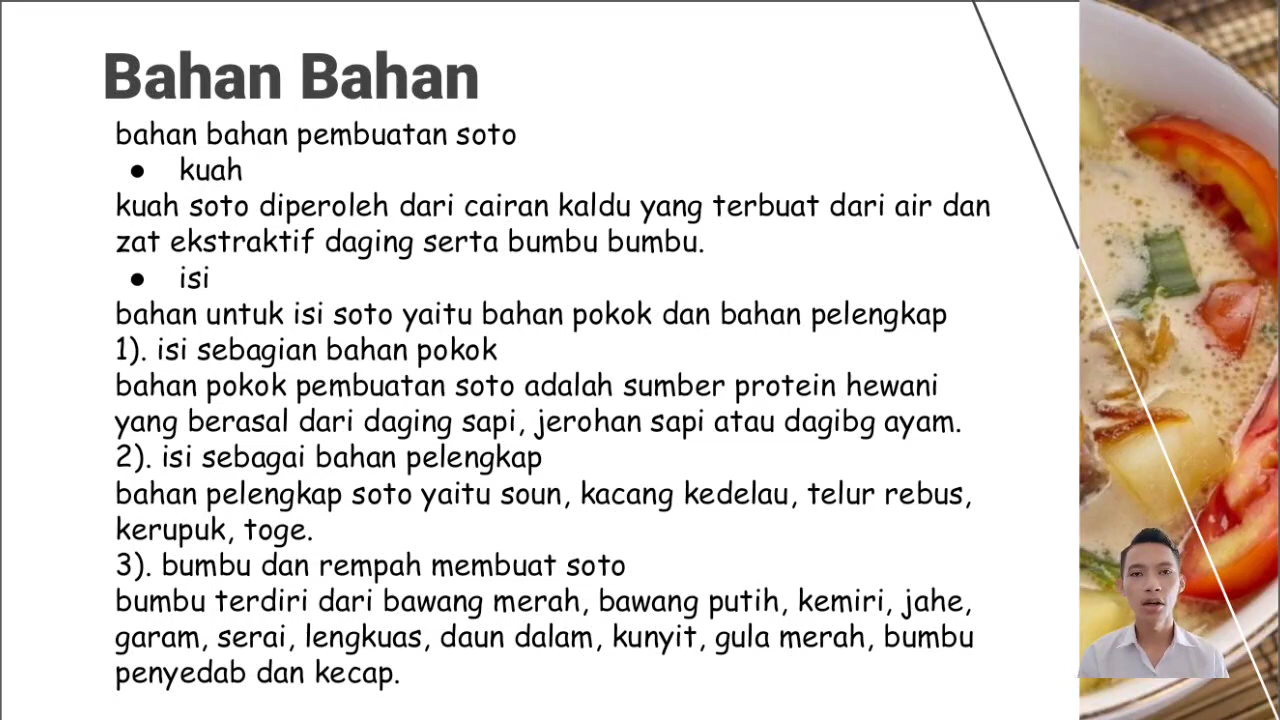 Bahan Bahan
bahan bahan pembuatan soto
● kuah
kuah soto diperoleh dari cairan kaldu yang terbuat dari air dan
zat ekstraktif daging serta bumbu bumbu.
● isi
bahan untuk isi soto yaitu bahan pokok dan bahan pelengkap
1). isi sebagian bahan pokok
bahan pokok pembuatan soto adalah sumber protein hewani
yang berasal dari daging sapi, jerohan sapi atau dagibg ayam.
2). isi sebagai bahan pelengkap
bahan pelengkap soto yaitu soun, kacang kedelau, telur rebus,
kerupuk, toge.
3). bumbu dan rempah membuat soto
bumbu terdiri dari bawang merah, bawang putih, kemiri, jahe,
garam, serai, lengkuas, daun dalam, kunyit, gula merah, bumbu
penyedab dan kecap.